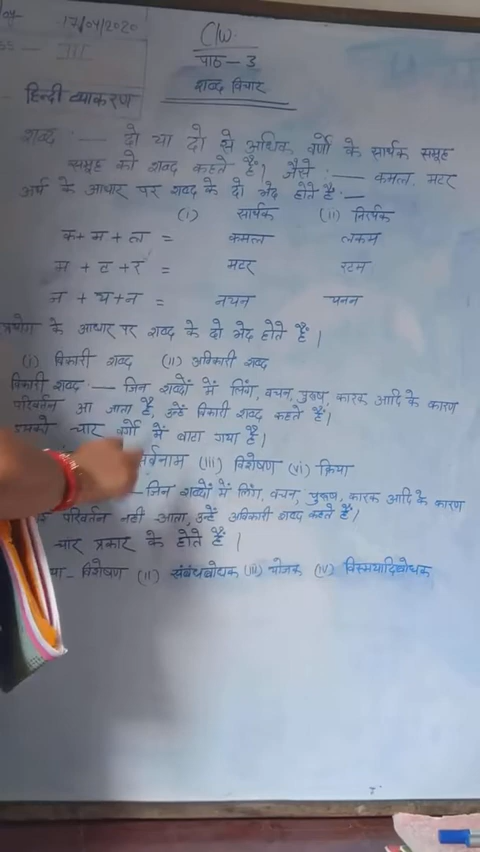 17/04/2020
C/W.
III
पाठ - 3
हिन्दी व्याकरण
शब्द विचार
शब्द :— दो या दो से अधिक वर्णो के सार्थक समूह
समूह को शब्द कहते हैं। जैसे :— कमल, मटर
अर्थ के आधार पर शब्द के दो भेद होते है :—
(i) सार्थक (ii) निरर्थक
क + म + ल = कमल लकम
म + ट + र = मटर रटम
न + य + न = नयन
प्रयोग के आधार पर शब्द के दो भेद होते हैं।
(i) विकारी शब्द (ii) अविकारी शब्द
विकारी शब्द :— जिन शब्दों में लिंग, वचन, पुरुष, कारक आदि के कारण
परिवर्तन आ जाता है, उन्हें विकारी शब्द कहते हैं।
इसको चार वर्गो में बाटा गया है।
सर्वनाम (iii) विशेषण (vi) क्रिया
— जिन शब्दों में लिंग, वचन, पुरुष, कारक आदि के कारण
परिवर्तन नही आता, उन्हें अविकारी शब्द कहते हैं।
चार प्रकार के होते हैं।
विशेषण (ii) संबंधबोधक (iii) योजक (iv) विस्मयादिबोधक